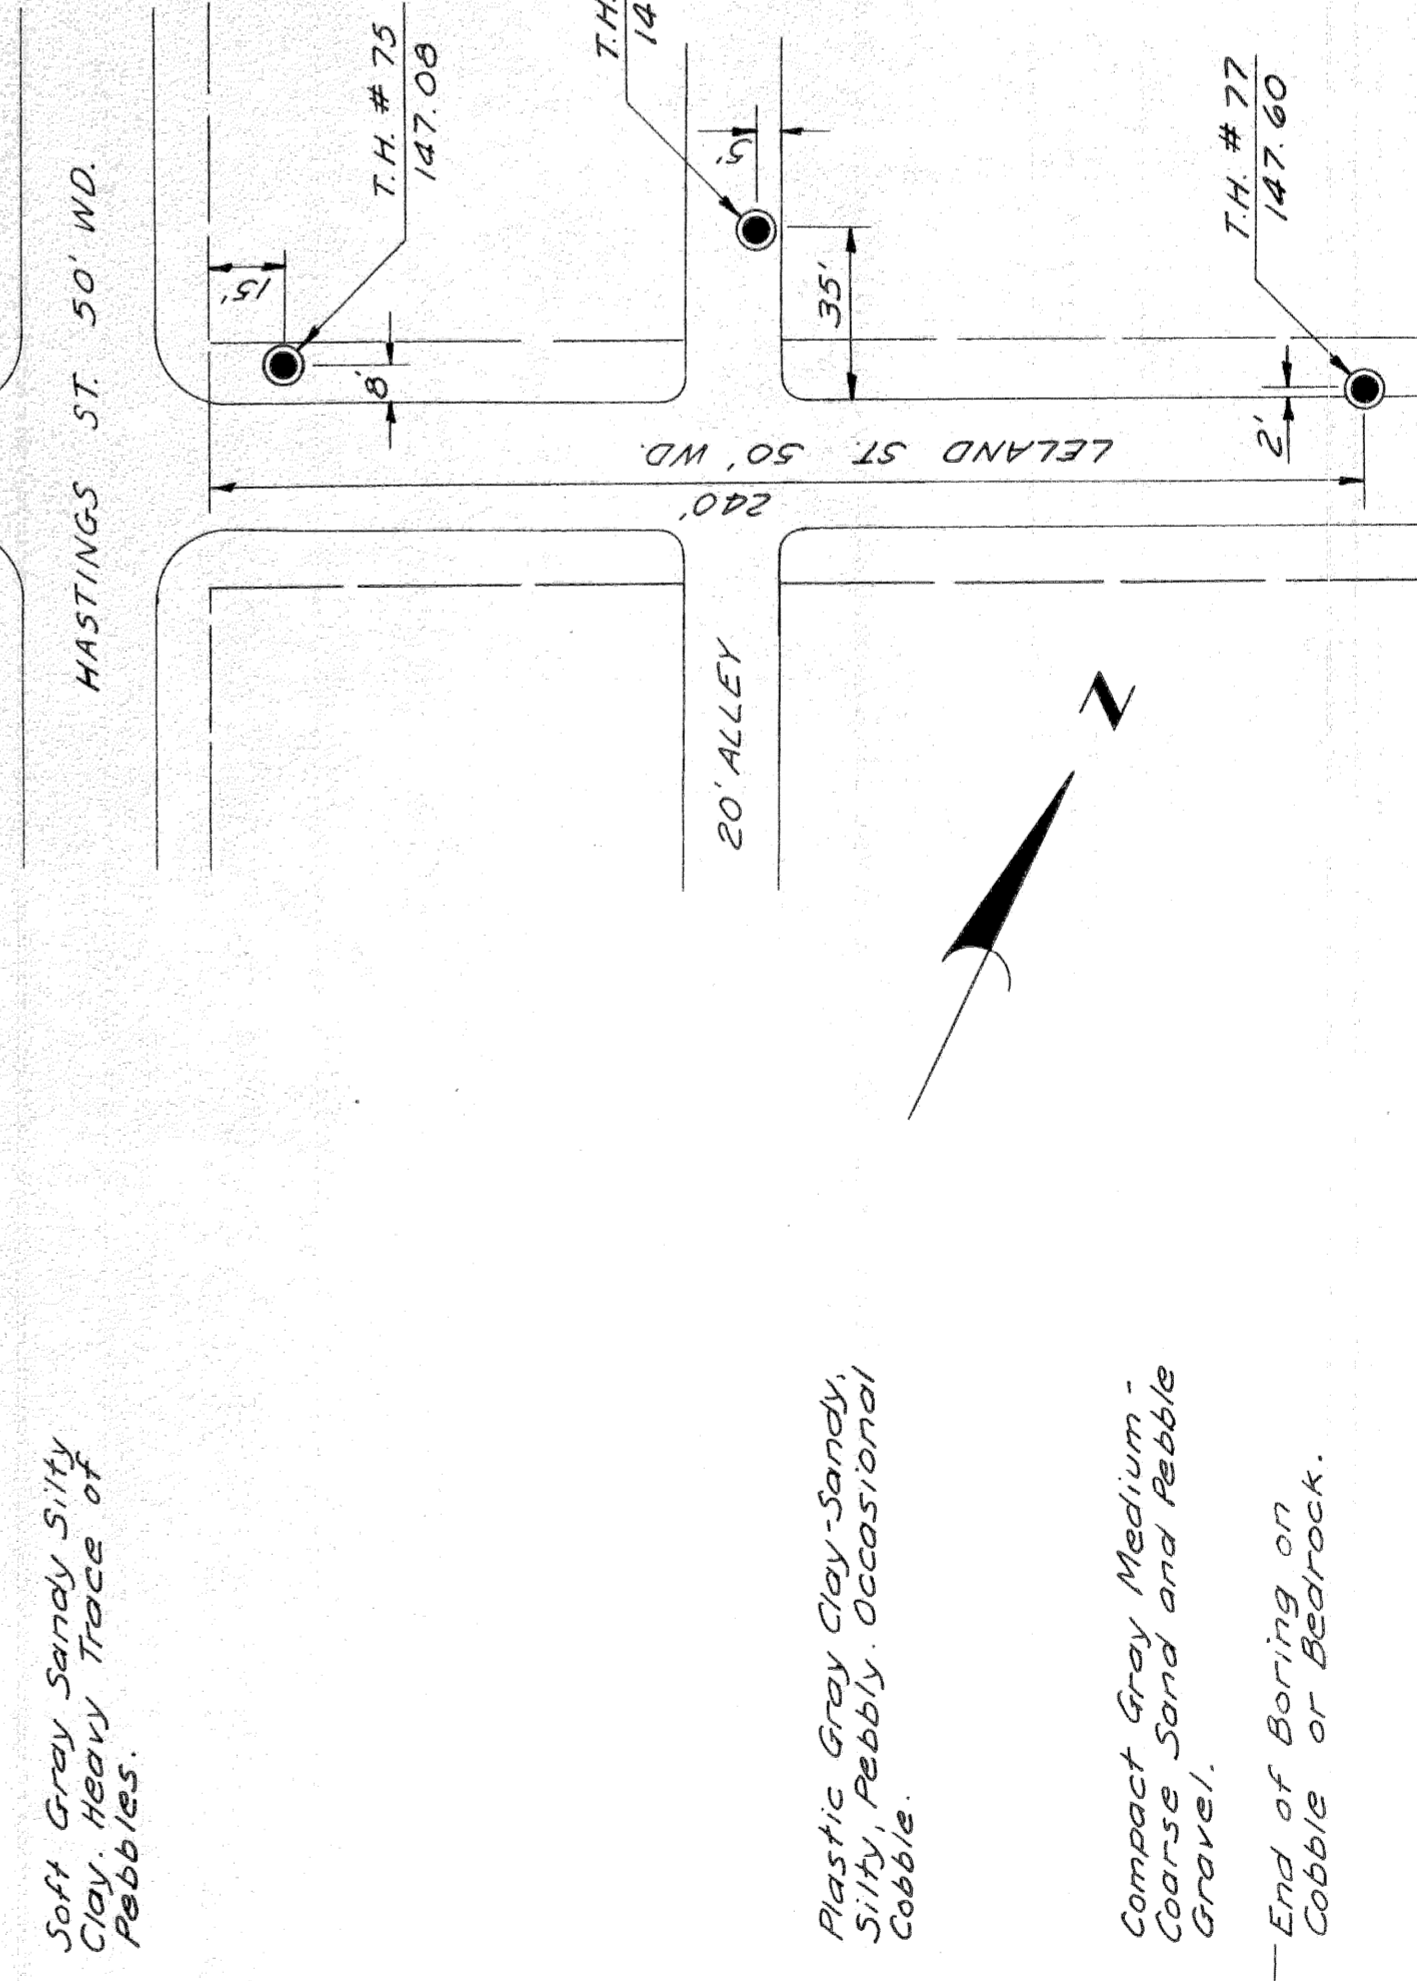 HASTINGS ST. 50' WD.
T.H. # 75
147.08
15'
8'
T.H.
14
5'
35'
LELAND ST. 50' WD.
240'
20' ALLEY
T.H. # 77
147.60
2'
N
Soft Gray Sandy Silty
Clay. Heavy Trace of
Pebbles.
Plastic Gray Clay-Sandy,
Silty, Pebbly. Occasional
Cobble.
Compact Gray Medium -
Coarse Sand and Pebble
Gravel.
End of Boring on
Cobble or Bedrock.